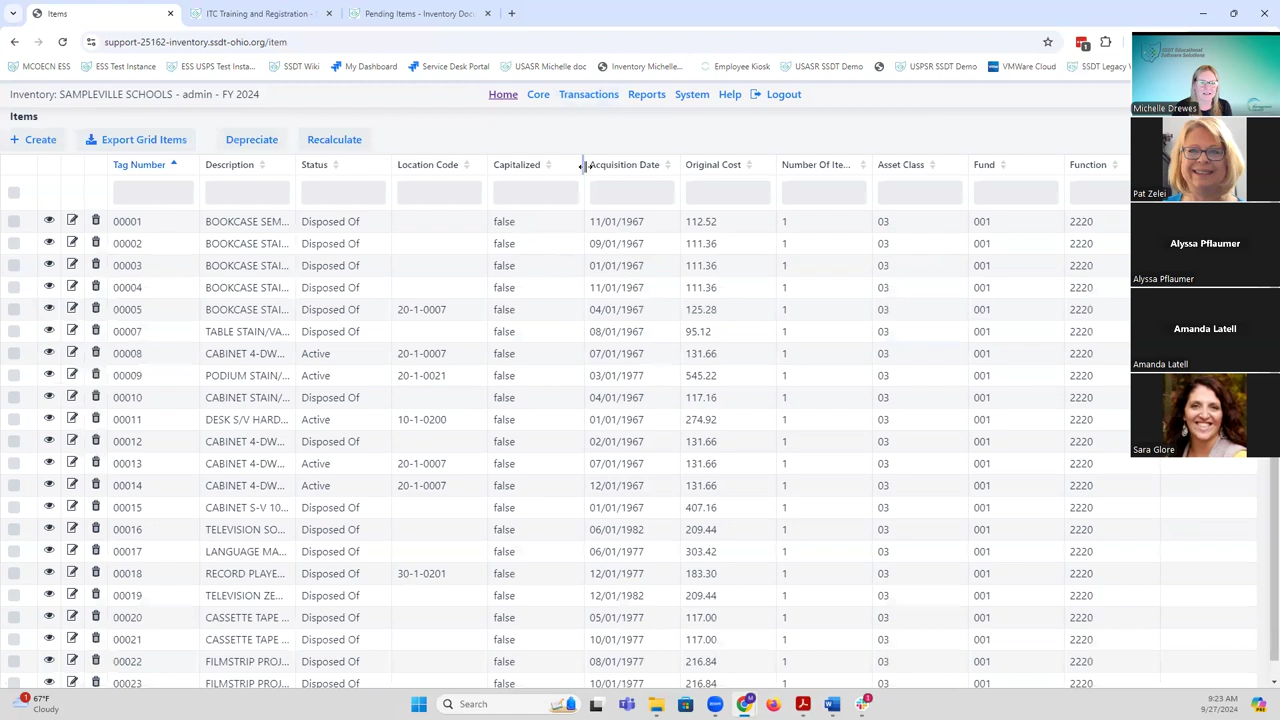 Items
ITC Training and Registration -
Pending Items - Location Docum
support-25162-inventory.ssdt-ohio.org/item
MCOECN ESS
ESS Test Instance
ESS USPS Test Insta...
SSDT Wiki
My Dashboard
Service Desk
USASR
Inventory Michelle...
Employee Kiosk
USASR SSDT Demo
USPSR SSDT Demo
VMWare Cloud
SSDT Legacy
Inventory: SAMPLEVILLE SCHOOLS - admin - FY 2024
Home Core Transactions Reports System Help Logout
Items
+ Create Export Grid Items Depreciate Recalculate
Tag Number Description Status Location Code Capitalized Acquisition Date Original Cost Number Of Ite... Asset Class Fund Function
00001 BOOKCASE SEM... Disposed Of false 11/01/1967 112.52 1 03 001 2220
00002 BOOKCASE STAI... Disposed Of false 09/01/1967 111.36 1 03 001 2220
00003 BOOKCASE STAI... Disposed Of false 01/01/1967 111.36 1 03 001 2220
00004 BOOKCASE STAI... Disposed Of false 11/01/1967 111.36 1 03 001 2220
00005 BOOKCASE STAI... Disposed Of 20-1-0007 false 04/01/1967 125.28 1 03 001 2220
00007 TABLE STAIN/VA... Disposed Of false 08/01/1967 95.12 1 03 001 2220
00008 CABINET 4-DW... Active 20-1-0007 false 07/01/1967 131.66 1 03 001 2220
00009 PODIUM STAIN/... Active 20-1-0007 false 03/01/1977 545.22 1 03 001 2220
00010 CABINET STAIN/... Disposed Of false 04/01/1967 117.16 1 03 001 2220
00011 DESK S/V HARD... Active 10-1-0200 false 01/01/1967 274.92 1 03 001 2220
00012 CABINET 4-DW... Disposed Of false 02/01/1967 131.66 1 03 001 2220
00013 CABINET 4-DW... Active 20-1-0007 false 07/01/1967 131.66 1 03 001 2220
00014 CABINET 4-DW... Active 20-1-0007 false 12/01/1967 131.66 1 03 001 2220
00015 CABINET S-V 10... Disposed Of false 01/01/1967 407.16 1 03 001 2220
00016 TELEVISION SO... Disposed Of false 06/01/1982 209.44 1 03 001 2220
00017 LANGUAGE MA... Disposed Of false 06/01/1977 303.42 1 03 001 2220
00018 RECORD PLAYE... Disposed Of 30-1-0201 false 12/01/1977 183.30 1 03 001 2220
00019 TELEVISION ZE... Disposed Of false 12/01/1982 209.44 1 03 001 2220
00020 CASSETTE TAPE ... Disposed Of false 05/01/1977 117.00 1 03 001 2220
00021 CASSETTE TAPE ... Disposed Of false 10/01/1977 117.00 1 03 001 2220
00022 FILMSTRIP PROJ... Disposed Of false 08/01/1977 216.84 1 03 001 2220
00023 FILMSTRIP PROJ... Disposed Of false 10/01/1977 216.84 1 03 001 2220
SSDT Educational
Software Solutions
Michelle Drewes
Pat Zelei
Alyssa Pflaumer
Alyssa Pflaumer
Amanda Latell
Amanda Latell
Sara Glore
67°F
Cloudy
Search
9:23 AM
9/27/2024